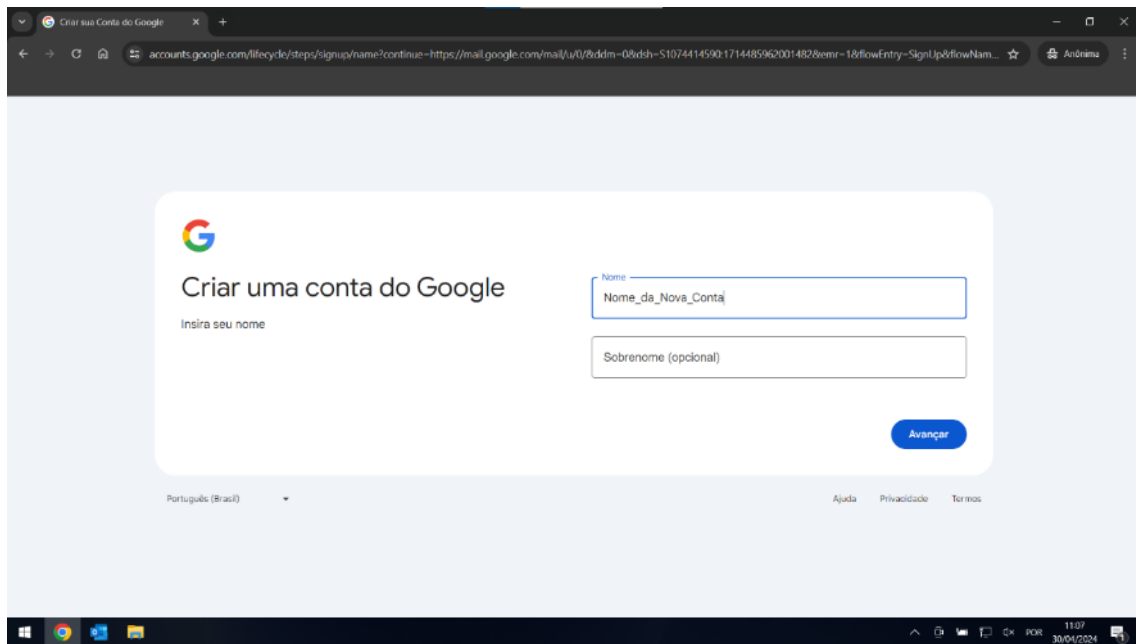 Criar sua Conta do Google
accounts.google.com/lifecycle/steps/signup/name?continue=https://mail.google.com/mail/u/0/&ddm=0&dsh=S1074414590:1714485962001482&emr=1&flowEntry=SignUp&flowNam...
Anônima
Criar uma conta do Google
Insira seu nome
Nome
Nome_da_Nova_Conta
Sobrenome (opcional)
Avançar
Português (Brasil)
Ajuda Privacidade Termos
POR
11:07
30/04/2024